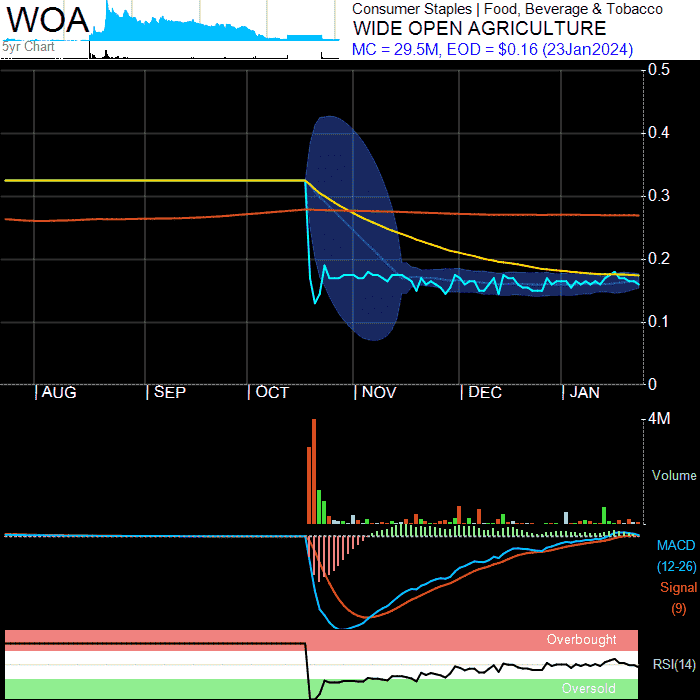 WOA
5yr Chart
Consumer Staples | Food, Beverage & Tobacco
WIDE OPEN AGRICULTURE
MC = 29.5M, EOD = $0.16 (23Jan2024)
0.5
0.4
0.3
0.2
0.1
0
AUG SEP OCT NOV DEC JAN
4M
Volume
MACD
(12-26)
Signal
(9)
Overbought
RSI(14)
Oversold